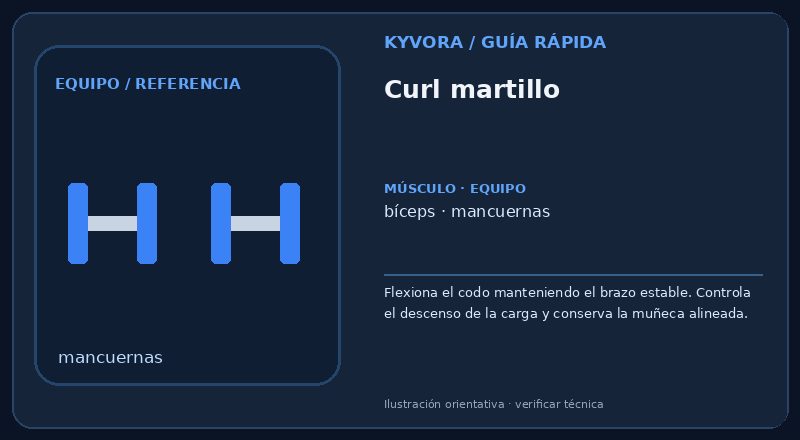 EQUIPO / REFERENCIA
mancuernas
KYVORA / GUÍA RÁPIDA
Curl martillo
MÚSCULO · EQUIPO
bíceps · mancuernas
Flexiona el codo manteniendo el brazo estable. Controla
el descenso de la carga y conserva la muñeca alineada.
Ilustración orientativa · verificar técnica